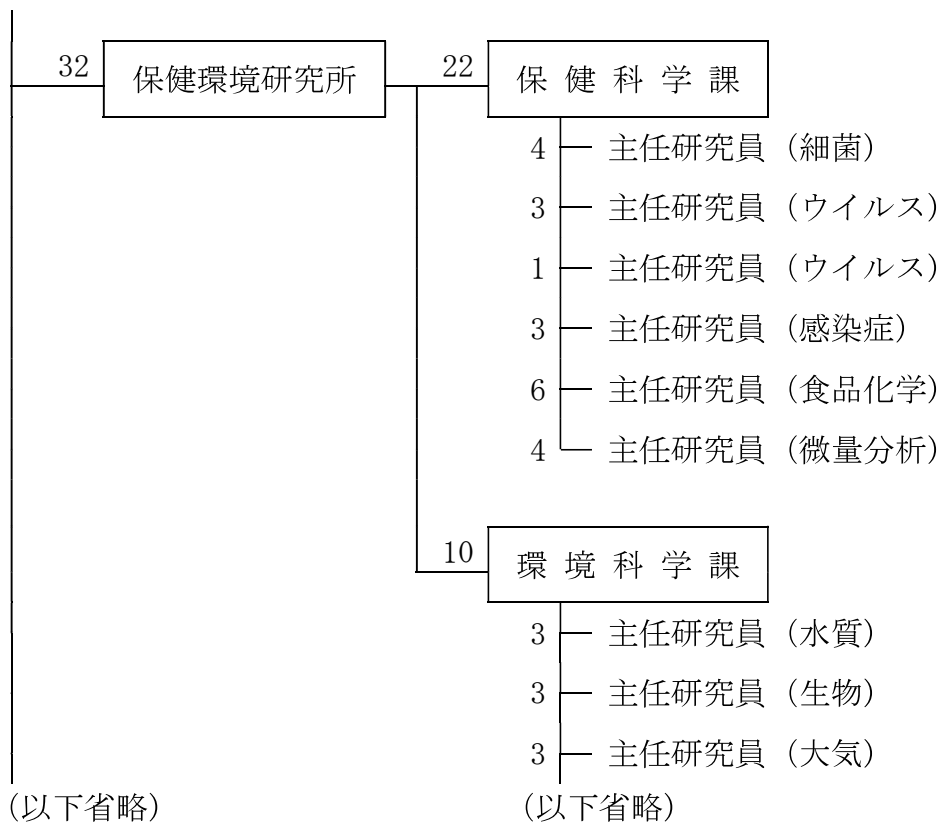 32 保健環境研究所 22 保健科学課
4 主任研究員（細菌）
3 主任研究員（ウイルス）
1 主任研究員（ウイルス）
3 主任研究員（感染症）
6 主任研究員（食品化学）
4 主任研究員（微量分析）
10 環境科学課
3 主任研究員（水質）
3 主任研究員（生物）
3 主任研究員（大気）
（以下省略） （以下省略）